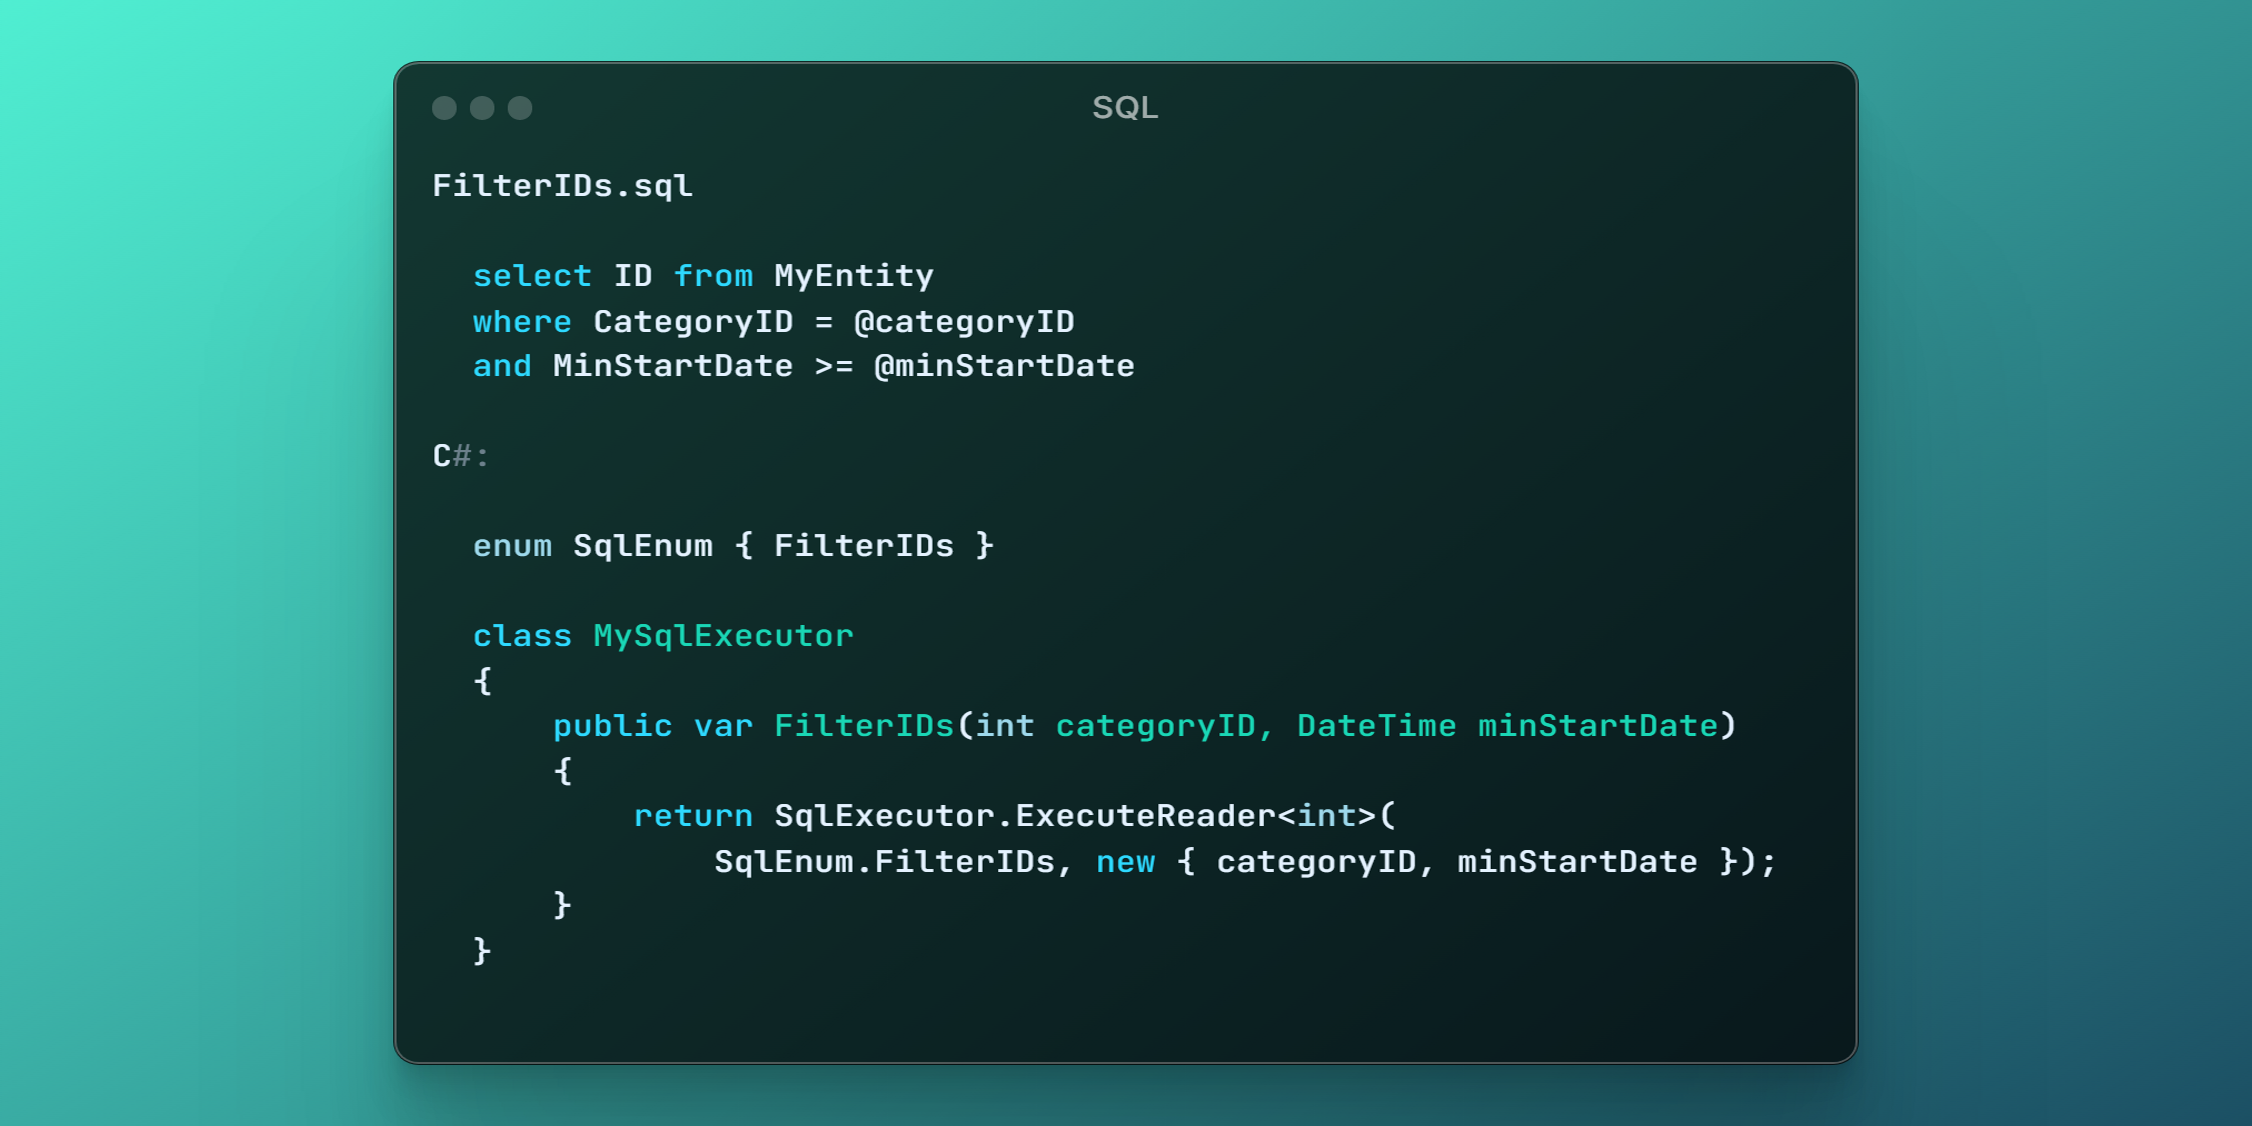 SQL
FilterIDs.sql
select ID from MyEntity
where CategoryID = @categoryID
and MinStartDate >= @minStartDate
C#:
enum SqlEnum { FilterIDs }
class MySqlExecutor
{
public var FilterIDs(int categoryID, DateTime minStartDate)
{
return SqlExecutor.ExecuteReader<int>(
SqlEnum.FilterIDs, new { categoryID, minStartDate });
}
}